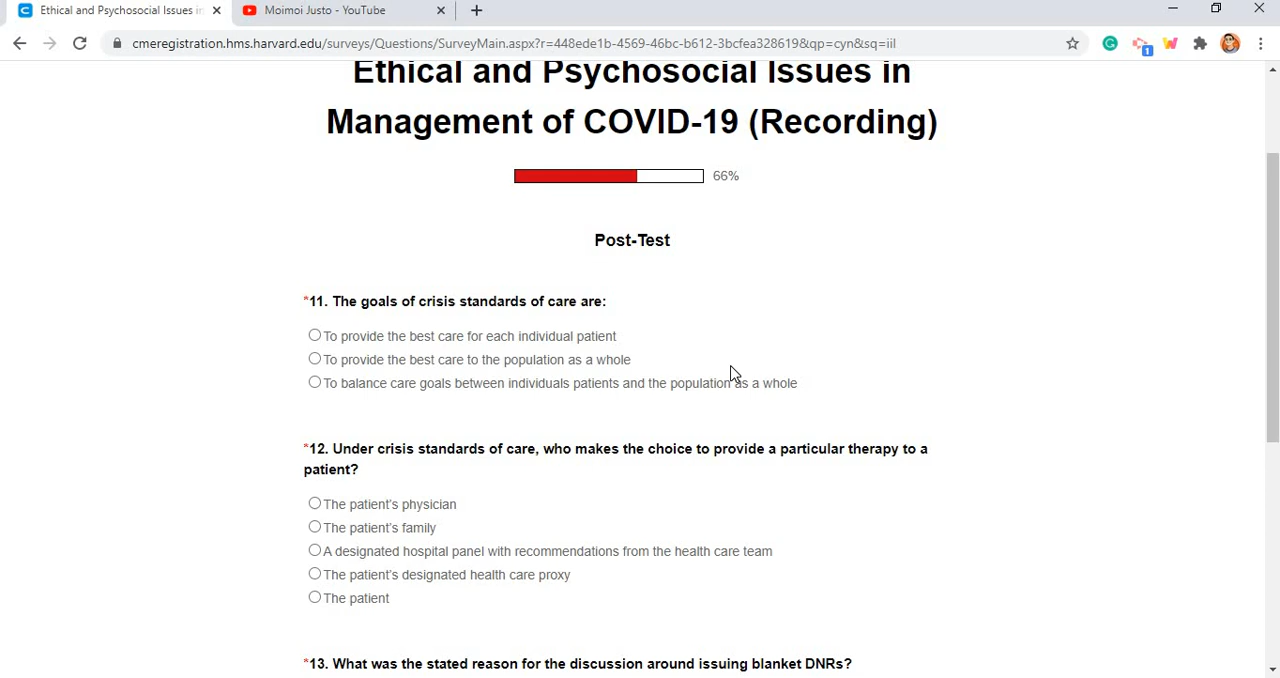 Ethical and Psychosocial Issues in
Moimoi Justo - YouTube
cmeregistration.hms.harvard.edu/surveys/Questions/SurveyMain.aspx?r=448ede1b-4569-46bc-b612-3bcfea328619&qp=cyn&sq=iil
1
Ethical and Psychosocial Issues in
Management of COVID-19 (Recording)
66%
Post-Test
*11. The goals of crisis standards of care are:
To provide the best care for each individual patient
To provide the best care to the population as a whole
To balance care goals between individuals patients and the population as a whole
*12. Under crisis standards of care, who makes the choice to provide a particular therapy to a
patient?
The patient's physician
The patient's family
A designated hospital panel with recommendations from the health care team
The patient's designated health care proxy
The patient
*13. What was the stated reason for the discussion around issuing blanket DNRs?